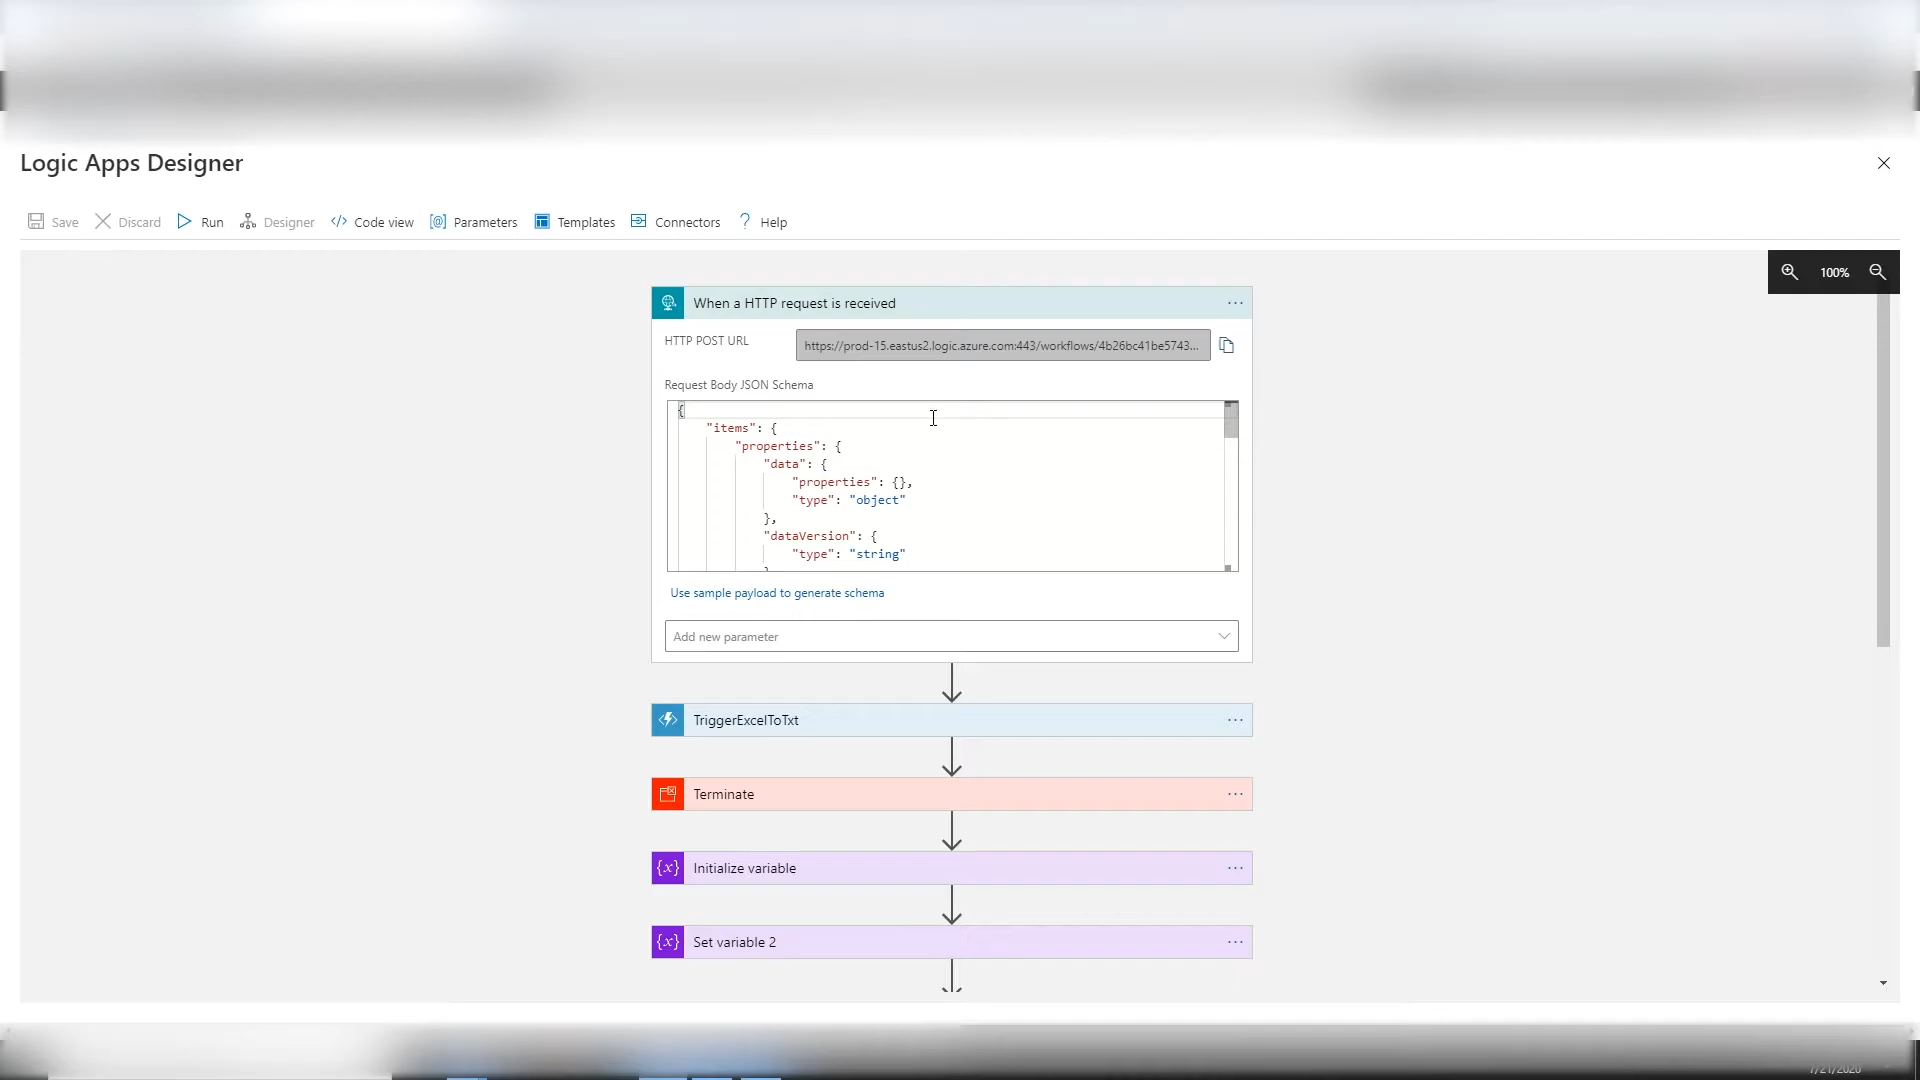 Logic Apps Designer
Save Discard Run Designer </> Code view [@] Parameters Templates Connectors ? Help
100%
When a HTTP request is received ...
HTTP POST URL https://prod-15.eastus2.logic.azure.com:443/workflows/4b26bc41be5743...
Request Body JSON Schema
{
"items": {
"properties": {
"data": {
"properties": {},
"type": "object"
},
"dataVersion": {
"type": "string"
Use sample payload to generate schema
Add new parameter
TriggerExcelToTxt ...
Terminate ...
{x} Initialize variable ...
{x} Set variable 2 ...
7/21/2020